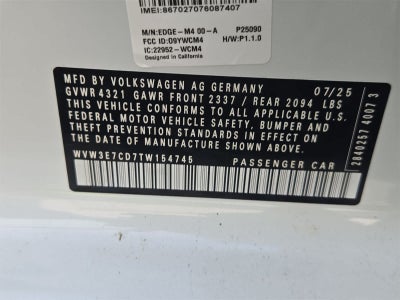 IMEI:867027076087407
M/N:EDGE-M4 00-A P25090
FCC ID:O9YWCM4 H/W:P1.1.0
IC:22952-WCM4
Designed in California
MFD BY VOLKSWAGEN AG GERMANY 07/25
GVWR 4321 GAWR FRONT 2337 / REAR 2094 LBS
THIS VEHICLE CONFORMS TO ALL APPLICABLE U.S.
FEDERAL MOTOR VEHICLE SAFETY, BUMPER, AND
THEFT PREVENTION STANDARDS IN EFFECT ON THE
DATE OF MANUFACTURE SHOWN ABOVE
WVW3E7CD7TW154745 PASSENGER CAR
2840257 4007 3